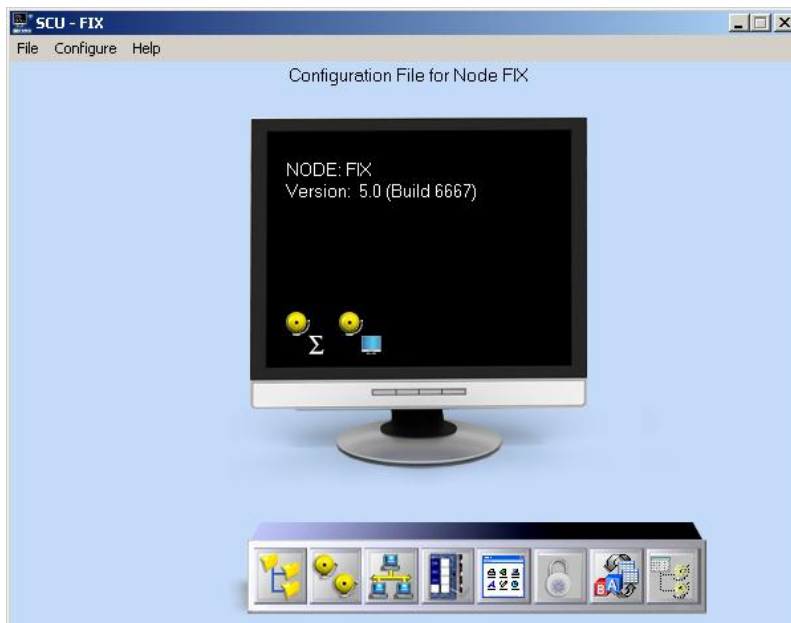 SCU - FIX
File Configure Help
Configuration File for Node FIX
NODE: FIX
Version: 5.0 (Build 6667)
Σ